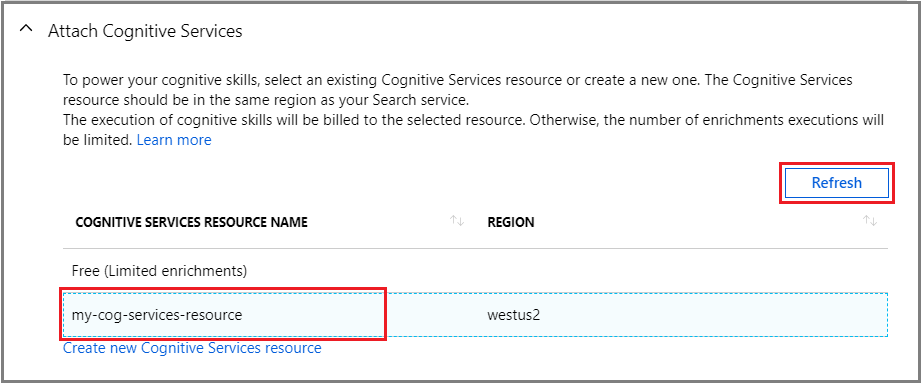 Attach Cognitive Services
To power your cognitive skills, select an existing Cognitive Services resource or create a new one. The Cognitive Services
resource should be in the same region as your Search service.
The execution of cognitive skills will be billed to the selected resource. Otherwise, the number of enrichments executions will
be limited. Learn more
Refresh
COGNITIVE SERVICES RESOURCE NAME REGION
Free (Limited enrichments)
my-cog-services-resource westus2
Create new Cognitive Services resource